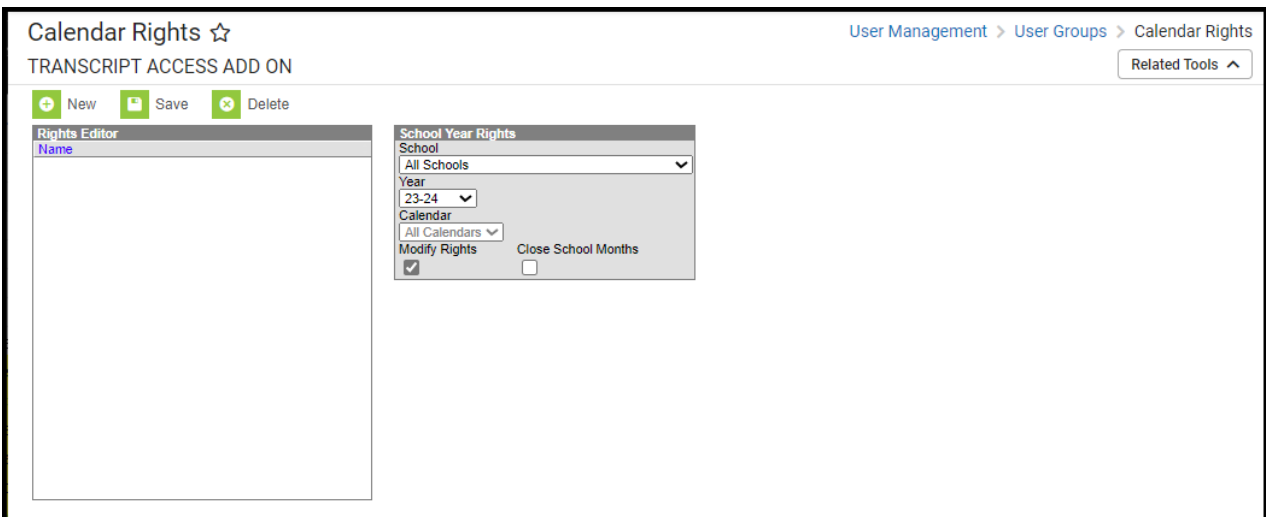 Calendar Rights
User Management > User Groups > Calendar Rights
TRANSCRIPT ACCESS ADD ON
Related Tools
New Save Delete
Rights Editor
Name
School Year Rights
School
All Schools
Year
23-24
Calendar
All Calendars
Modify Rights Close School Months